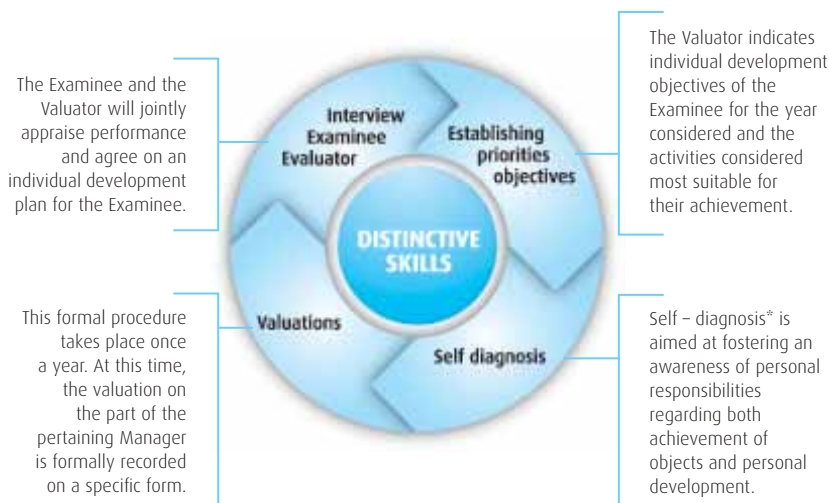 The Examinee and the
Valuator will jointly
appraise performance
and agree on an
individual development
plan for the Examinee.
Interview
Examinee
Evaluator
Establishing
priorities
objectives
The Valuator indicates
individual development
objectives of the
Examinee for the year
considered and the
activities considered
most suitable for
their achievement.
DISTINCTIVE
SKILLS
This formal procedure
takes place once
a year. At this time,
the valuation on
the part of the
pertaining Manager
is formally recorded
on a specific form.
Valuations
Self diagnosis
Self – diagnosis* is
aimed at fostering an
awareness of personal
responsibilities
regarding both
achievement of
objects and personal
development.